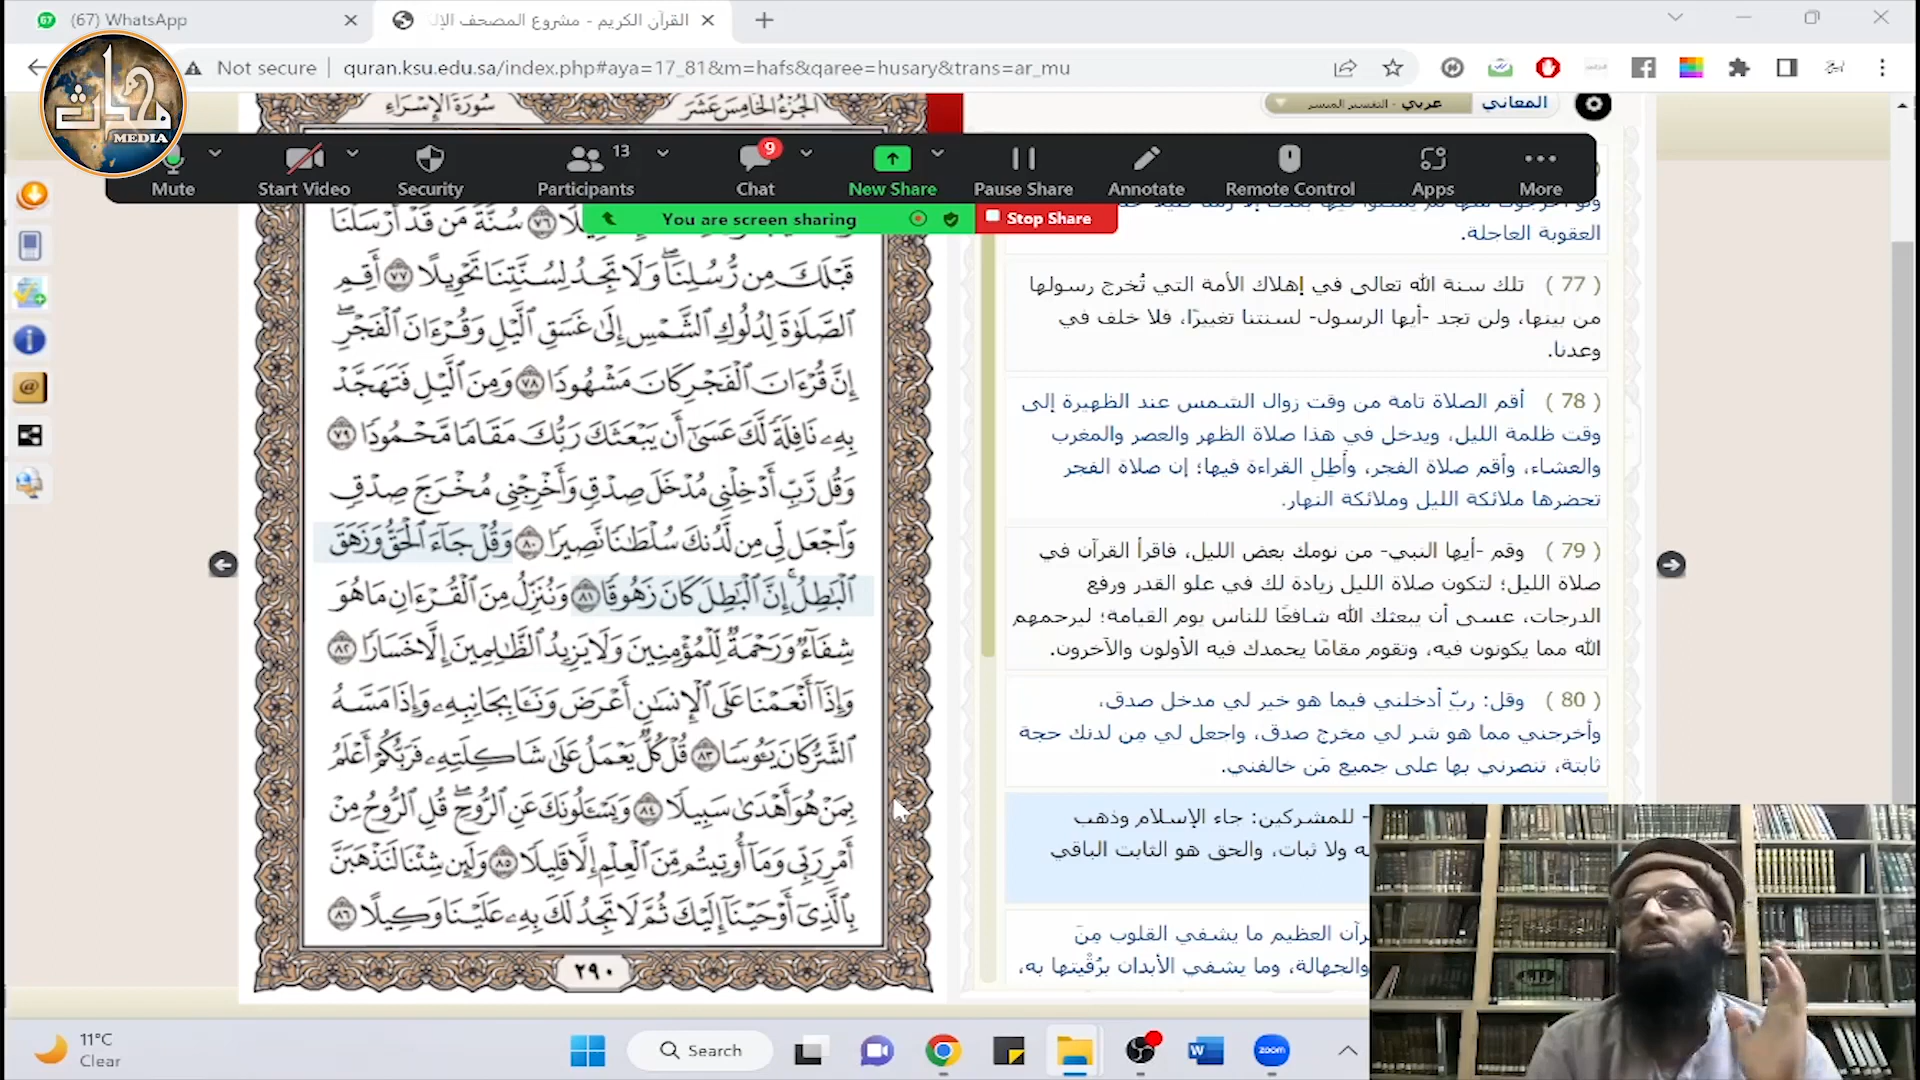 (67) WhatsApp
القرآن الكريم - مشروع المصحف الإل
Not secure
quran.ksu.edu.sa/index.php#aya=17_81&m=hafs&qaree=husary&trans=ar_mu
MEDIA
سُورَةُ الإِسْرَاءِ
الجُزْءُ الخَامِسَ عَشَرَ
عربي - التفسير الميسر
المعاني
Mute
Start Video
Security
Participants
13
Chat
9
New Share
Pause Share
Annotate
Remote Control
Apps
More
You are screen sharing
Stop Share
٧٦ سُنَّةَ مَن قَدْ أَرْسَلْنَا
قَبْلَكَ مِن رُّسُلِنَا ۖ وَلَا تَجِدُ لِسُنَّتِنَا تَحْوِيلًا ٧٧ أَقِمِ
ٱلصَّلَوٰةَ لِدُلُوكِ ٱلشَّمْسِ إِلَىٰ غَسَقِ ٱلَّيْلِ وَقُرْءَانَ ٱلْفَجْرِ ۖ
إِنَّ قُرْءَانَ ٱلْفَجْرِ كَانَ مَشْهُودًا ٧٨ وَمِنَ ٱلَّيْلِ فَتَهَجَّدْ
بِهِۦ نَافِلَةً لَّكَ عَسَىٰٓ أَن يَبْعَثَكَ رَبُّكَ مَقَامًا مَّحْمُودًا ٧٩
وَقُل رَّبِّ أَدْخِلْنِى مُدْخَلَ صِدْقٍ وَأَخْرِجْنِى مُخْرَجَ صِدْقٍ
وَٱجْعَل لِّى مِن لَّدُنكَ سُلْطَٰنًا نَّصِيرًا ٨٠ وَقُلْ جَآءَ ٱلْحَقُّ وَزَهَقَ
ٱلْبَٰطِلُ ۚ إِنَّ ٱلْبَٰطِلَ كَانَ زَهُوقًا ٨١ وَنُنَزِّلُ مِنَ ٱلْقُرْءَانِ مَا هُوَ
شِفَآءٌ وَرَحْمَةٌ لِّلْمُؤْمِنِينَ ۙ وَلَا يَزِيدُ ٱلظَّٰلِمِينَ إِلَّا خَسَارًا ٨٢
وَإِذَآ أَنْعَمْنَا عَلَى ٱلْإِنسَٰنِ أَعْرَضَ وَنَـَٔا بِجَانِبِهِۦ ۖ وَإِذَا مَسَّهُ
ٱلشَّرُّ كَانَ يَـُٔوسًا ٨٣ قُلْ كُلٌّ يَعْمَلُ عَلَىٰ شَاكِلَتِهِۦ فَرَبُّكُمْ أَعْلَمُ
بِمَنْ هُوَ أَهْدَىٰ سَبِيلًا ٨٤ وَيَسْـَٔلُونَكَ عَنِ ٱلرُّوحِ ۖ قُلِ ٱلرُّوحُ مِنْ
أَمْرِ رَبِّى وَمَآ أُوتِيتُم مِّنَ ٱلْعِلْمِ إِلَّا قَلِيلًا ٨٥ وَلَئِن شِئْنَا لَنَذْهَبَنَّ
بِٱلَّذِىٓ أَوْحَيْنَآ إِلَيْكَ ثُمَّ لَا تَجِدُ لَكَ بِهِۦ عَلَيْنَا وَكِيلًا ٨٦
٢٩٠
العقوبة العاجلة.
( 77 ) تلك سنة الله تعالى في إهلاك الأمة التي تُخرج رسولها
من بينها، ولن تجد -أيها الرسول- لسنتنا تغييرًا، فلا خلف في
وعدنا.
( 78 ) أقم الصلاة تامة من وقت زوال الشمس عند الظهيرة إلى
وقت ظلمة الليل، ويدخل في هذا صلاة الظهر والعصر والمغرب
والعشاء، وأقم صلاة الفجر، وأطِلِ القراءة فيها؛ إن صلاة الفجر
تحضرها ملائكة الليل وملائكة النهار.
( 79 ) وقم -أيها النبي- من نومك بعض الليل، فاقرأ القرآن في
صلاة الليل؛ لتكون صلاة الليل زيادة لك في علو القدر ورفع
الدرجات، عسى أن يبعثك الله شافعًا للناس يوم القيامة؛ ليرحمهم
الله مما يكونون فيه، وتقوم مقامًا يحمدك فيه الأولون والآخرون.
( 80 ) وقل: ربِّ أدخلني فيما هو خير لي مدخل صدق،
وأخرجني مما هو شر لي مخرج صدق، واجعل لي مِن لدنك حجة
ثابتة، تنصرني بها على جميع مَن خالفني.
- للمشركين: جاء الإسلام وذهب
ه ولا ثبات، والحق هو الثابت الباقي
رآن العظيم ما يشفي القلوب مِنَ
والجهالة، وما يشفي الأبدان برُقْيتها به،
11°C
Clear
Search
zoom